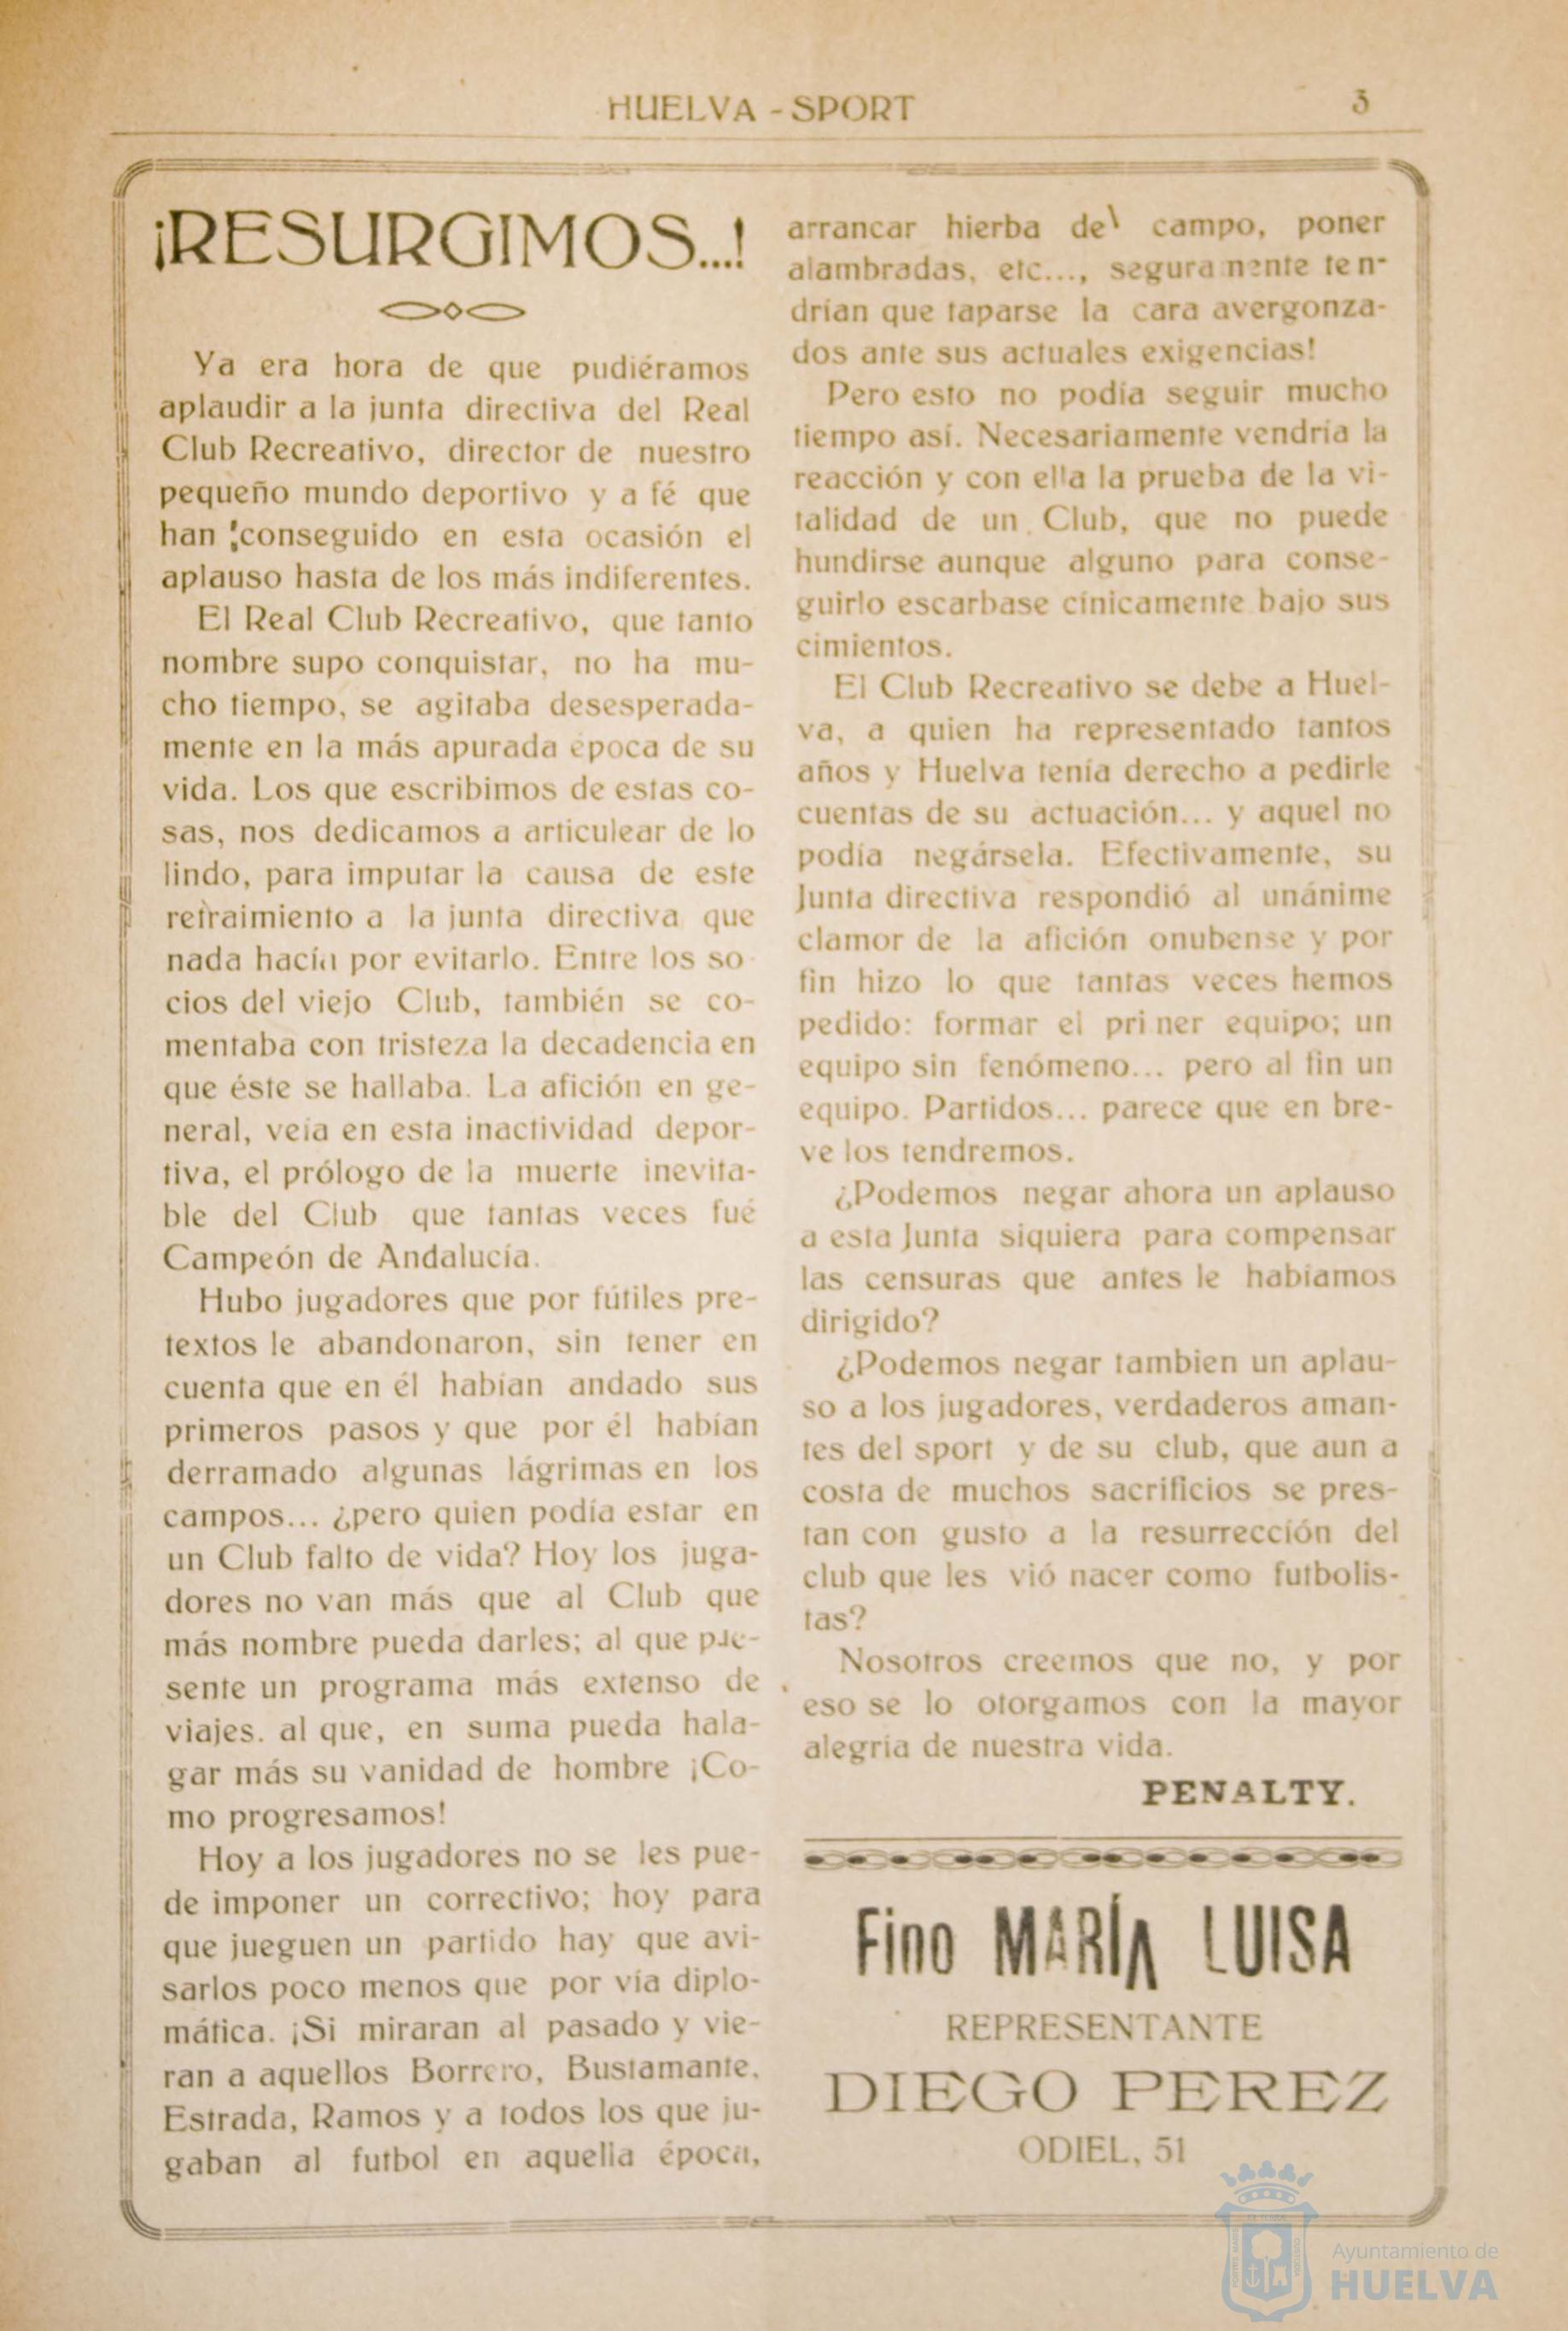 HUELVA - SPORT
3
¡RESURGIMOS...!
Ya era hora de que pudiéramos
aplaudir a la junta directiva del Real
Club Recreativo, director de nuestro
pequeño mundo deportivo y a fé que
han conseguido en esta ocasión el
aplauso hasta de los más indiferentes.
El Real Club Recreativo, que tanto
nombre supo conquistar, no ha mu-
cho tiempo, se agitaba desesperada-
mente en la más apurada epoca de su
vida. Los que escribimos de estas co-
sas, nos dedicamos a articulear de lo
lindo, para imputar la causa de este
retraimiento a la junta directiva que
nada hacía por evitarlo. Entre los so-
cios del viejo Club, también se co-
mentaba con tristeza la decadencia en
que éste se hallaba. La afición en ge-
neral, veía en esta inactividad depor-
tiva, el prólogo de la muerte inevita-
ble del Club que tantas veces fué
Campeón de Andalucía.
Hubo jugadores que por fútiles pre-
textos le abandonaron, sin tener en
cuenta que en él habían andado sus
primeros pasos y que por él habían
derramado algunas lágrimas en los
campos... ¿pero quien podía estar en
un Club falto de vida? Hoy los juga-
dores no van más que al Club que
más nombre pueda darles; al que pre-
sente un programa más extenso de
viajes. al que, en suma pueda hala-
gar más su vanidad de hombre ¡Co-
mo progresamos!
Hoy a los jugadores no se les pue-
de imponer un correctivo; hoy para
que jueguen un partido hay que avi-
sarlos poco menos que por vía diplo-
mática. ¡Si miraran al pasado y vie-
ran a aquellos Borrero, Bustamante,
Estrada, Ramos y a todos los que ju-
gaban al futbol en aquella época,
arrancar hierba del campo, poner
alambradas, etc..., seguramente ten-
drían que taparse la cara avergonza-
dos ante sus actuales exigencias!
Pero esto no podía seguir mucho
tiempo así. Necesariamente vendría la
reacción y con ella la prueba de la vi-
talidad de un Club, que no puede
hundirse aunque alguno para conse-
guirlo escarbase cínicamente bajo sus
cimientos.
El Club Recreativo se debe a Huel-
va, a quien ha representado tantos
años y Huelva tenía derecho a pedirle
cuentas de su actuación... y aquel no
podía negársela. Efectivamente, su
Junta directiva respondió al unánime
clamor de la afición onubense y por
fin hizo lo que tantas veces hemos
pedido: formar el primer equipo; un
equipo sin fenómeno... pero al fin un
equipo. Partidos... parece que en bre-
ve los tendremos.
¿Podemos negar ahora un aplauso
a esta Junta siquiera para compensar
las censuras que antes le habíamos
dirigido?
¿Podemos negar tambien un aplau-
so a los jugadores, verdaderos aman-
tes del sport y de su club, que aun a
costa de muchos sacrificios se pres-
tan con gusto a la resurrección del
club que les vió nacer como futbolis-
tas?
Nosotros creemos que no, y por
eso se lo otorgamos con la mayor
alegría de nuestra vida.
PENALTY.
Fino MARÍA LUISA
REPRESENTANTE
DIEGO PEREZ
ODIEL, 51
Ayuntamiento de
HUELVA